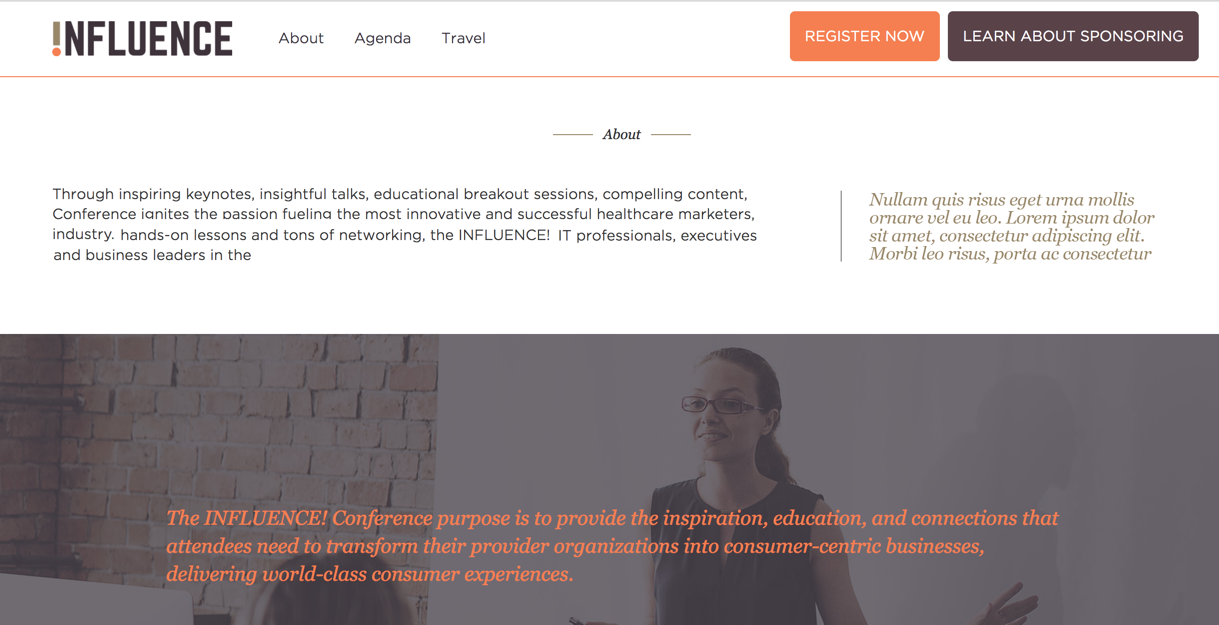 !NFLUENCE
About
Agenda
Travel
REGISTER NOW
LEARN ABOUT SPONSORING
About
Through inspiring keynotes, insightful talks, educational breakout sessions, compelling content,
Conference ignites the passion fueling the most innovative and successful healthcare marketers,
industry. hands-on lessons and tons of networking, the INFLUENCE! IT professionals, executives
and business leaders in the
Nullam quis risus eget urna mollis
ornare vel eu leo. Lorem ipsum dolor
sit amet, consectetur adipiscing elit.
Morbi leo risus, porta ac consectetur
The INFLUENCE! Conference purpose is to provide the inspiration, education, and connections that
attendees need to transform their provider organizations into consumer-centric businesses,
delivering world-class consumer experiences.